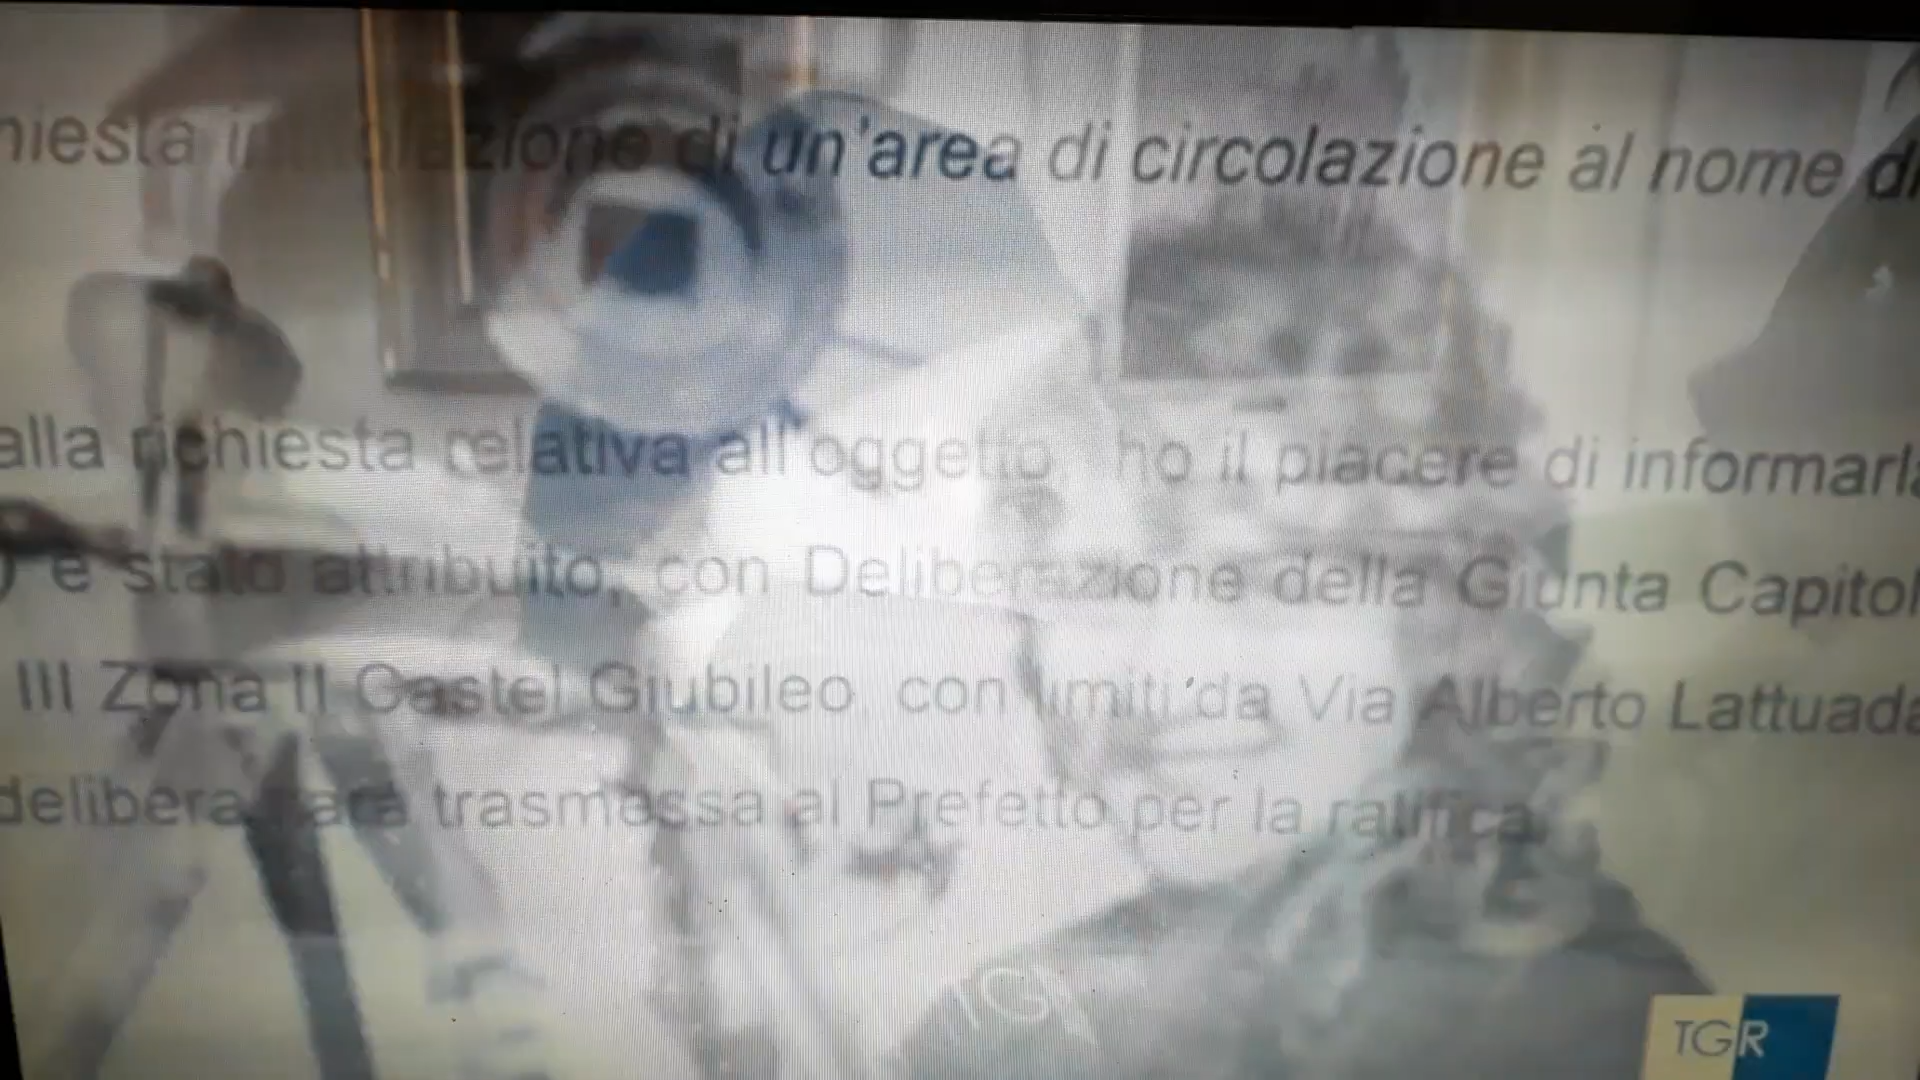 hiesta in di un'area di circolazione al nome di
alla richiesta relativa all'oggetto, ho il piacere di informarla
) è stato attribuito, con Deliberazione della Giunta Capitol
III Zona II Castel Giubileo con limiti da Via Alberto Lattuada
delibera sarà trasmessa al Prefetto per la ratifica.
TGR
TGR